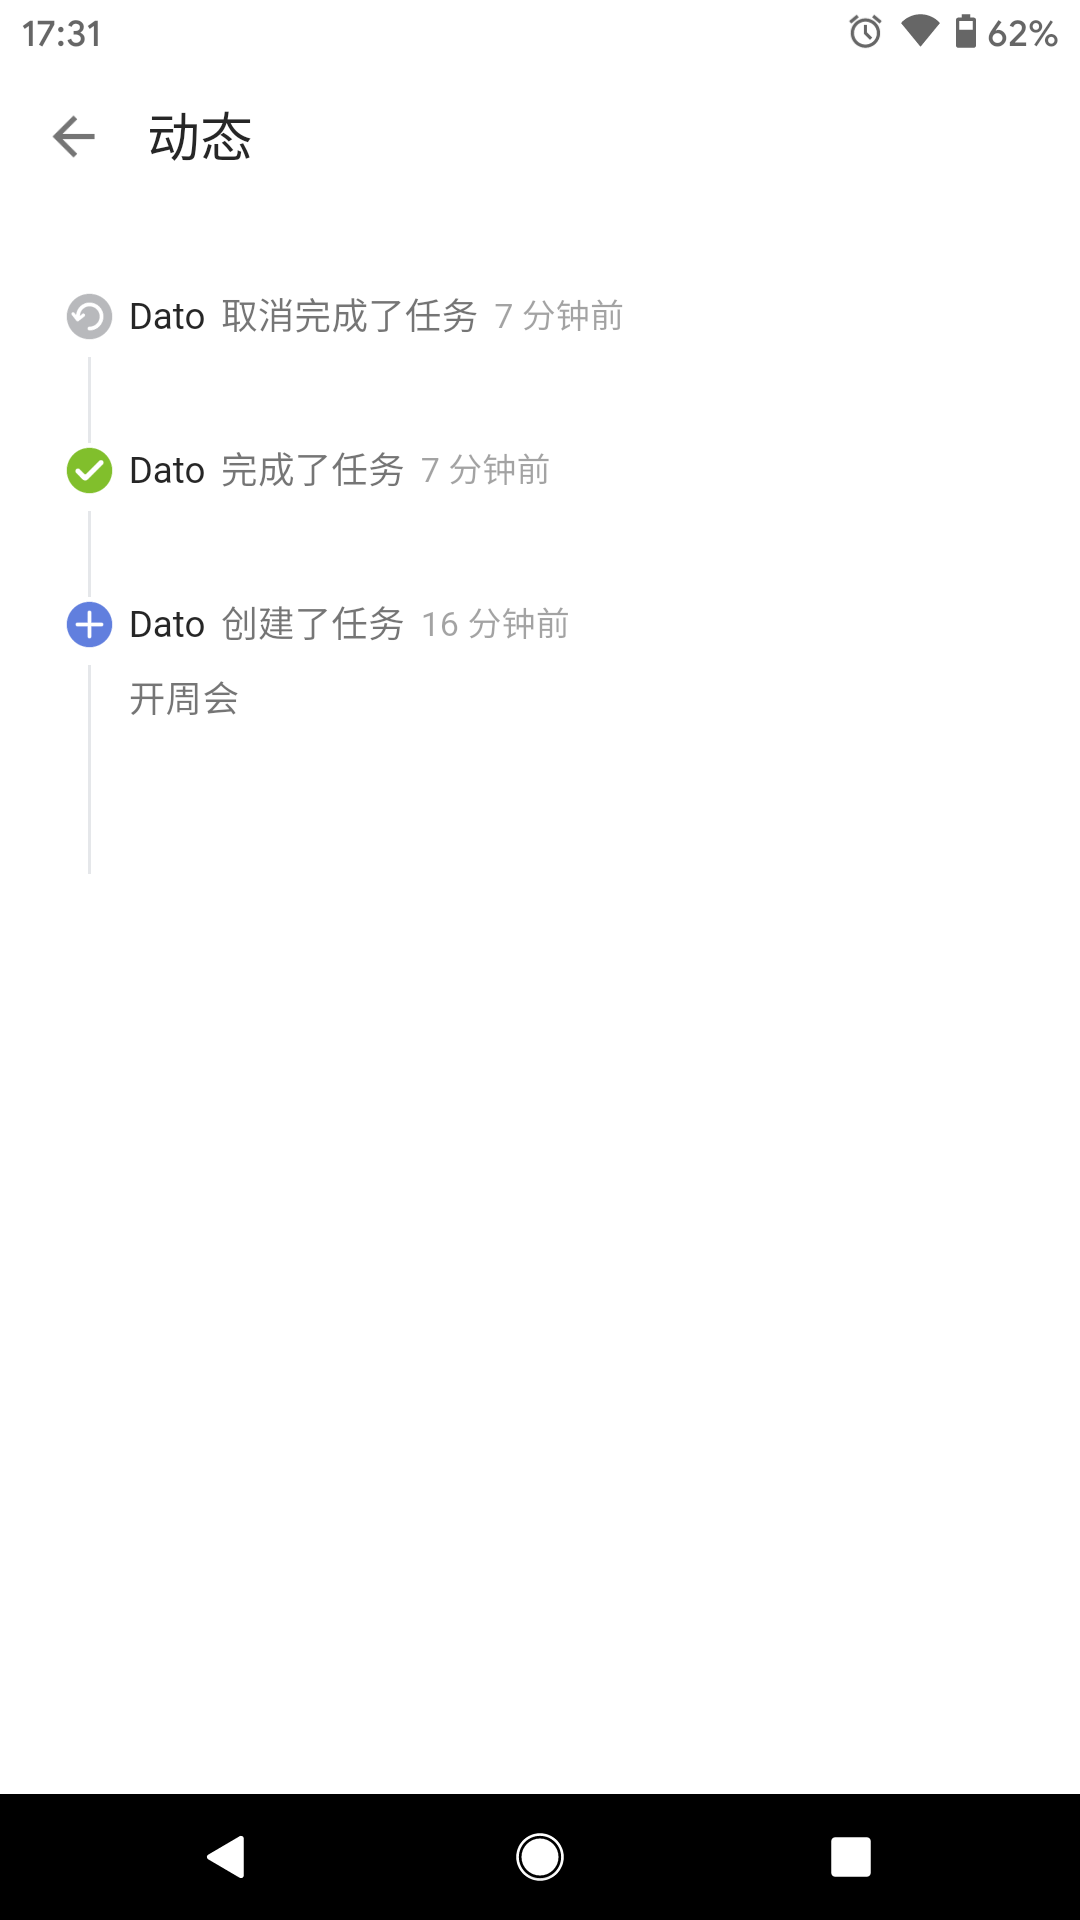 17:31 62%
动态
Dato 取消完成了任务 7 分钟前
Dato 完成了任务 7 分钟前
Dato 创建了任务 16 分钟前
开周会